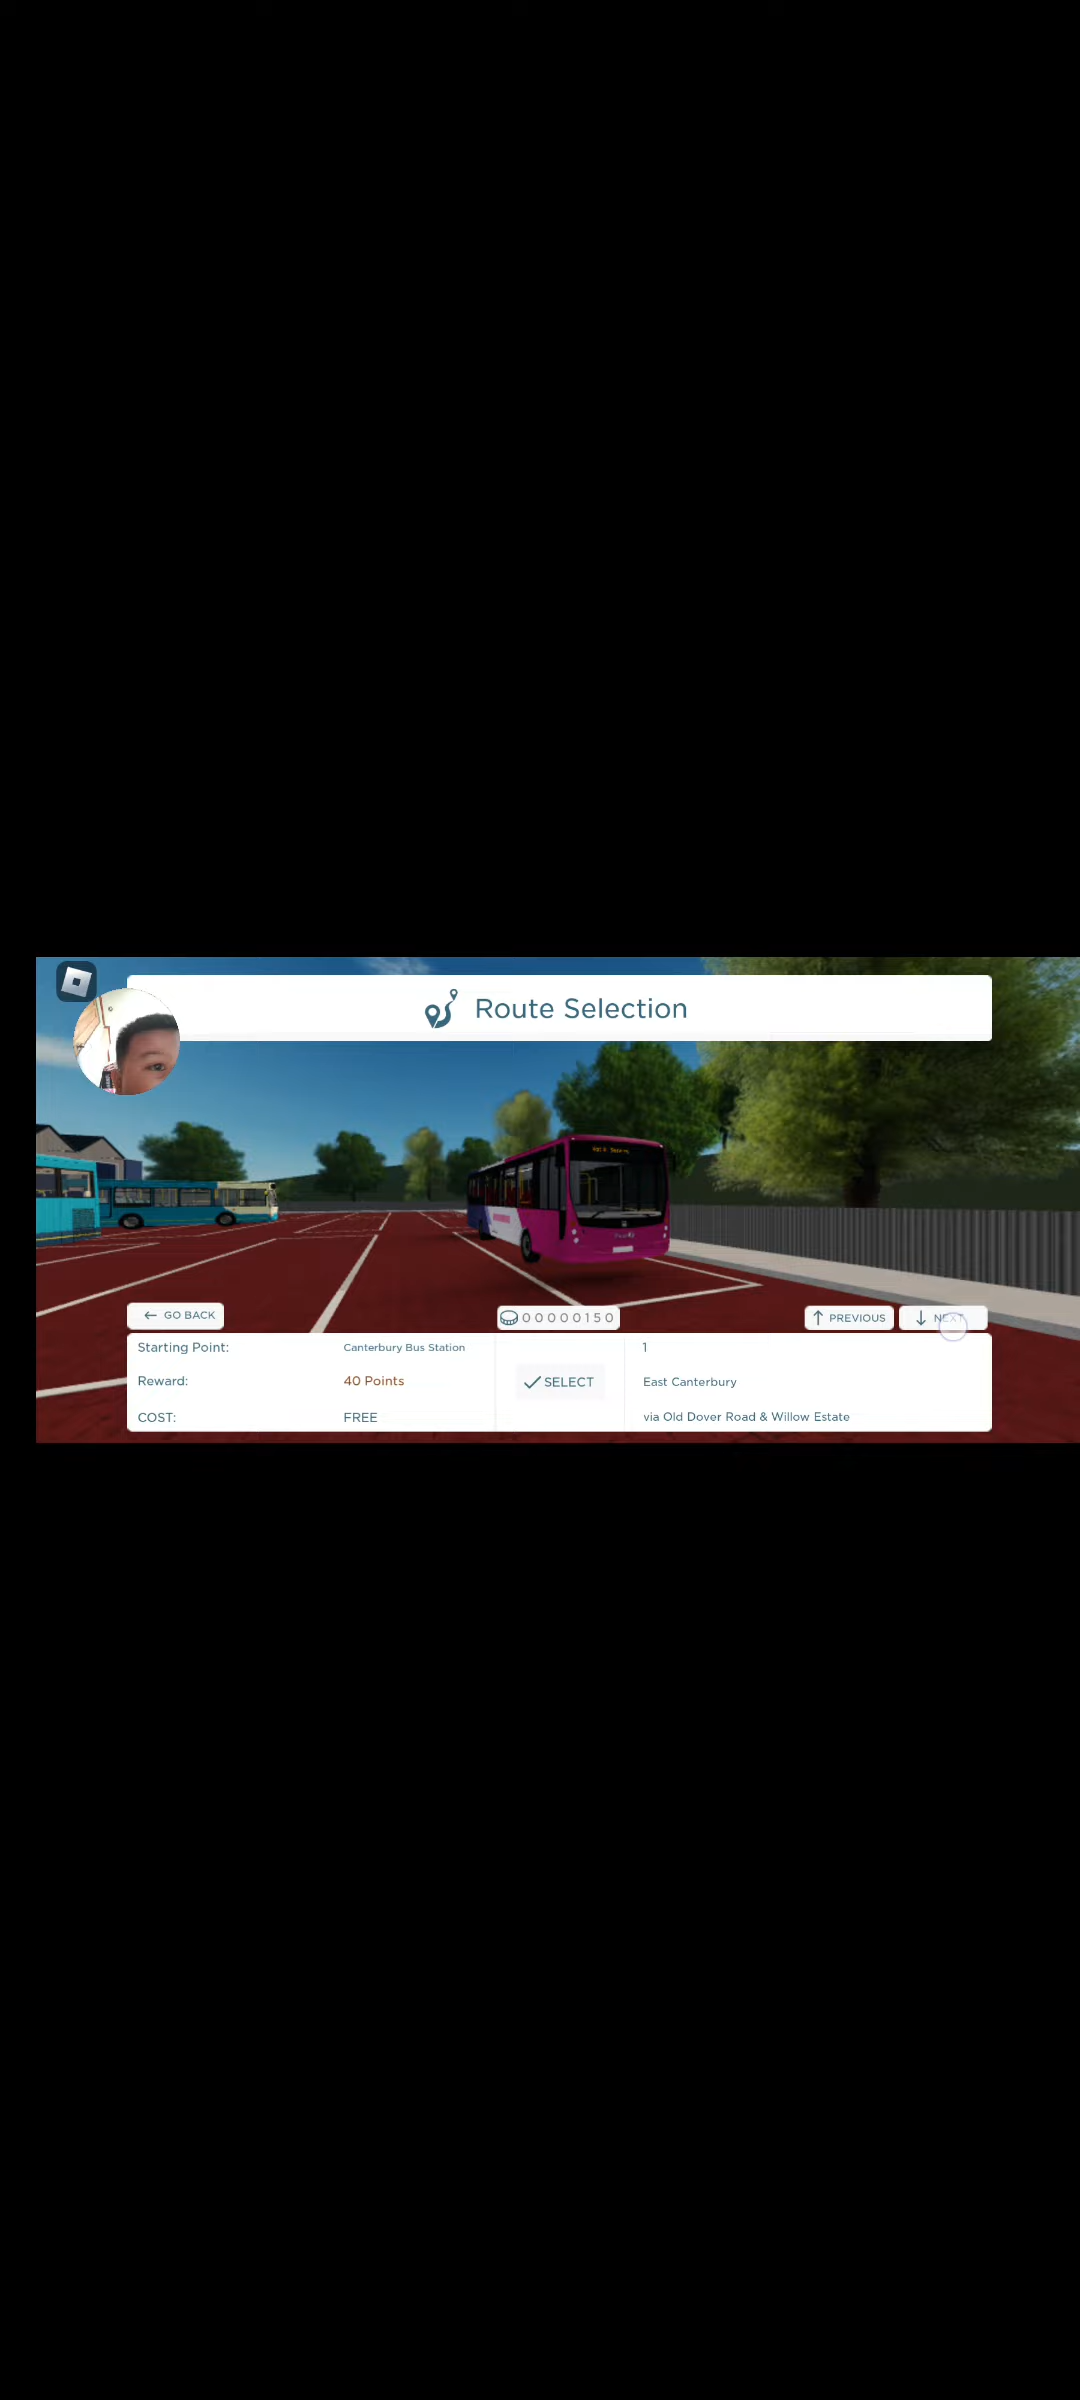 Route Selection
GO BACK
00000150
PREVIOUS
NEXT
Starting Point:
Canterbury Bus Station
1
Reward:
40 Points
SELECT
East Canterbury
COST:
FREE
via Old Dover Road & Willow Estate